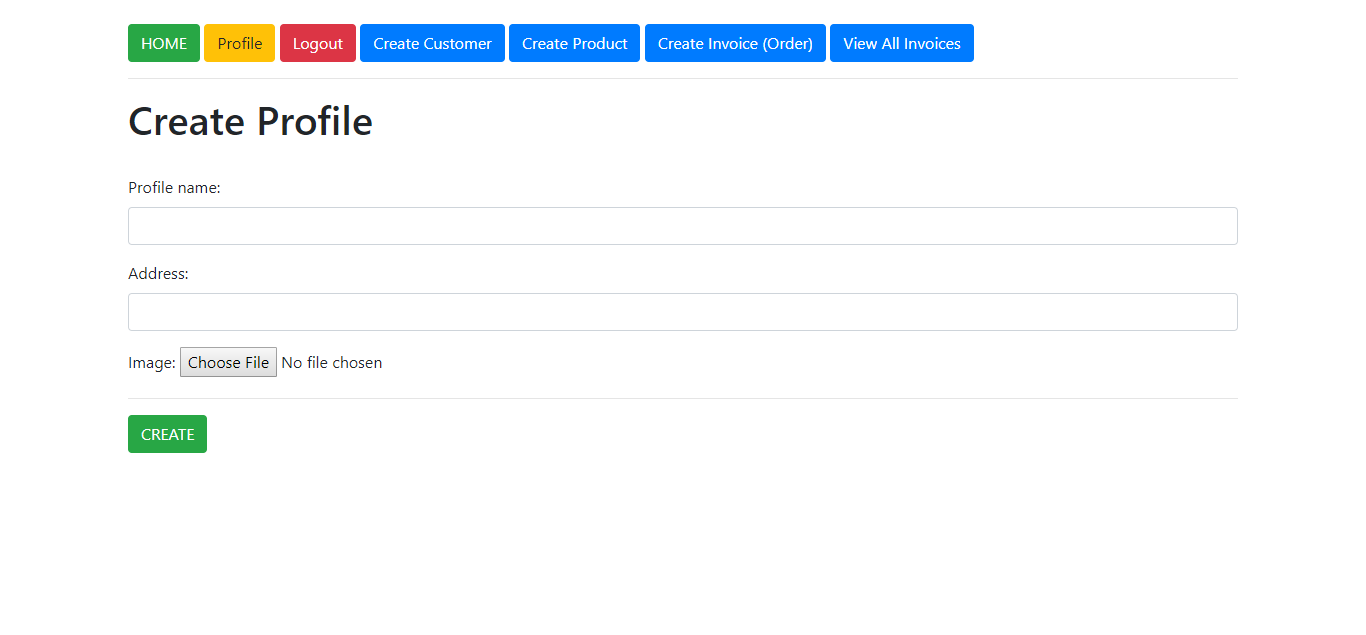 HOME Profile Logout Create Customer Create Product Create Invoice (Order) View All Invoices
Create Profile
Profile name:
Address:
Image: Choose File No file chosen
CREATE